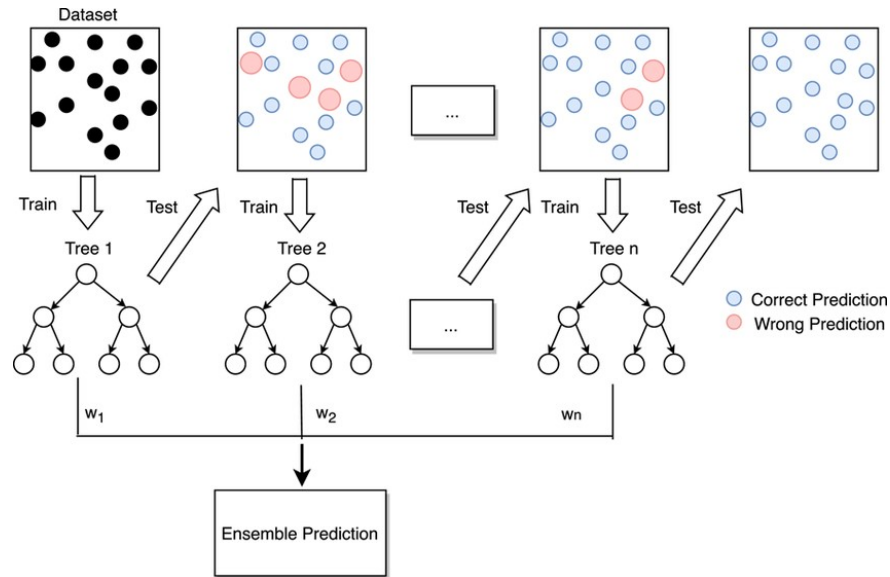 Dataset
...
Train
Test
Train
Test
Train
Test
Tree 1
Tree 2
Tree n
...
Correct Prediction
Wrong Prediction
w1
w2
wn
Ensemble Prediction